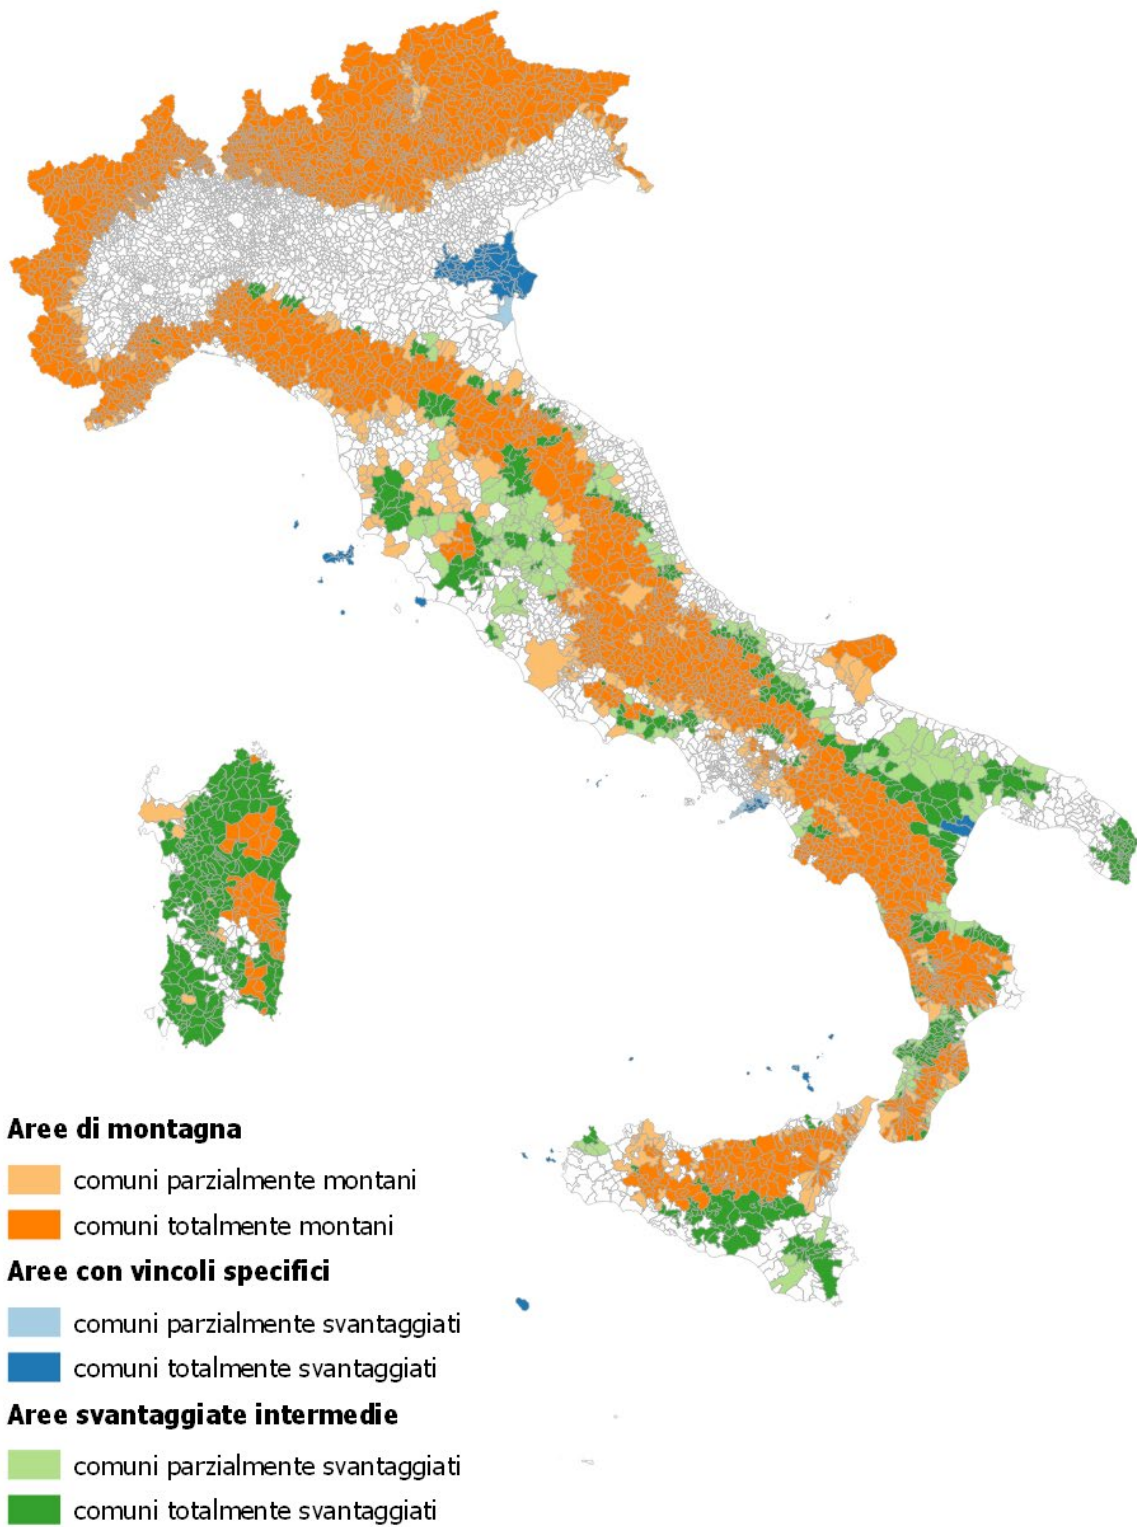 Aree di montagna
comuni parzialmente montani
comuni totalmente montani
Aree con vincoli specifici
comuni parzialmente svantaggiati
comuni totalmente svantaggiati
Aree svantaggiate intermedie
comuni parzialmente svantaggiati
comuni totalmente svantaggiati